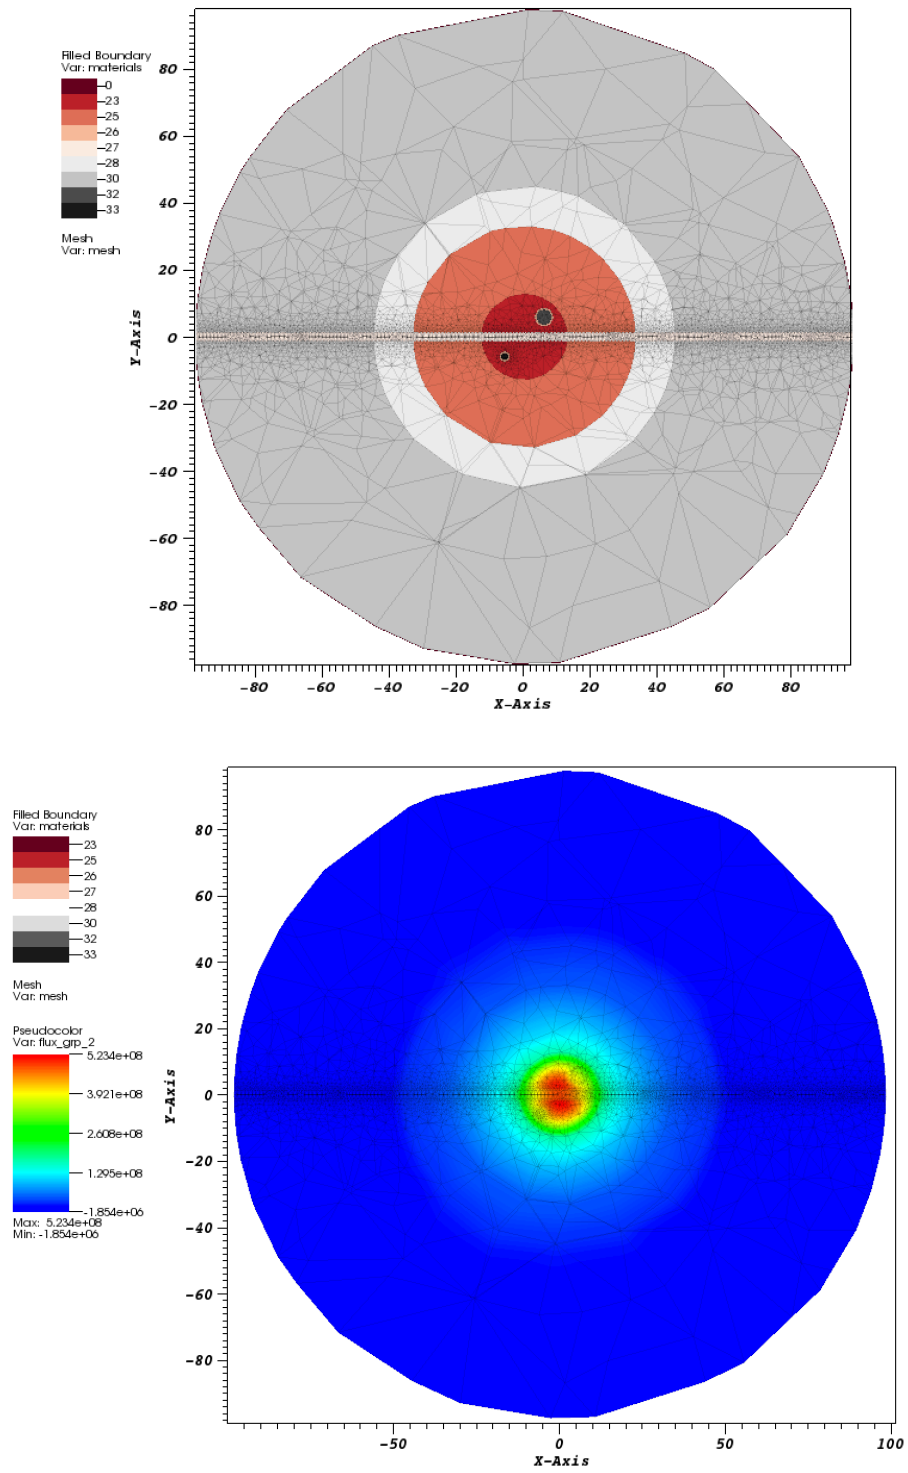 Filled Boundary
Var: materials
0
23
25
26
27
28
30
32
33
Mesh
Var: mesh
Y-Axis
80
60
40
20
0
-20
-40
-60
-80
-80 -60 -40 -20 0 20 40 60 80
X-Axis
Filled Boundary
Var: materials
23
25
26
27
28
30
32
33
Mesh
Var: mesh
Pseudocolor
Var: flux_grp_2
5.234e+08
3.921e+08
2.608e+08
1.295e+08
-1.854e+06
Max: 5.234e+08
Min: -1.854e+06
Y-Axis
80
60
40
20
0
-20
-40
-60
-80
-50 0 50 100
X-Axis